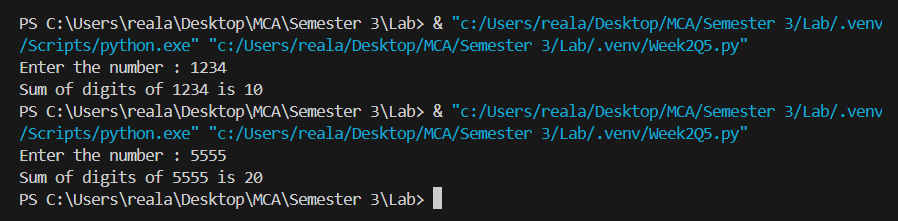 PS C:\Users\reala\Desktop\MCA\Semester 3\Lab> & "c:/Users/reala/Desktop/MCA/Semester 3/Lab/.venv
/Scripts/python.exe" "c:/Users/reala/Desktop/MCA/Semester 3/Lab/.venv/Week2Q5.py"
Enter the number : 1234
Sum of digits of 1234 is 10
PS C:\Users\reala\Desktop\MCA\Semester 3\Lab> & "c:/Users/reala/Desktop/MCA/Semester 3/Lab/.venv
/Scripts/python.exe" "c:/Users/reala/Desktop/MCA/Semester 3/Lab/.venv/Week2Q5.py"
Enter the number : 5555
Sum of digits of 5555 is 20
PS C:\Users\reala\Desktop\MCA\Semester 3\Lab>